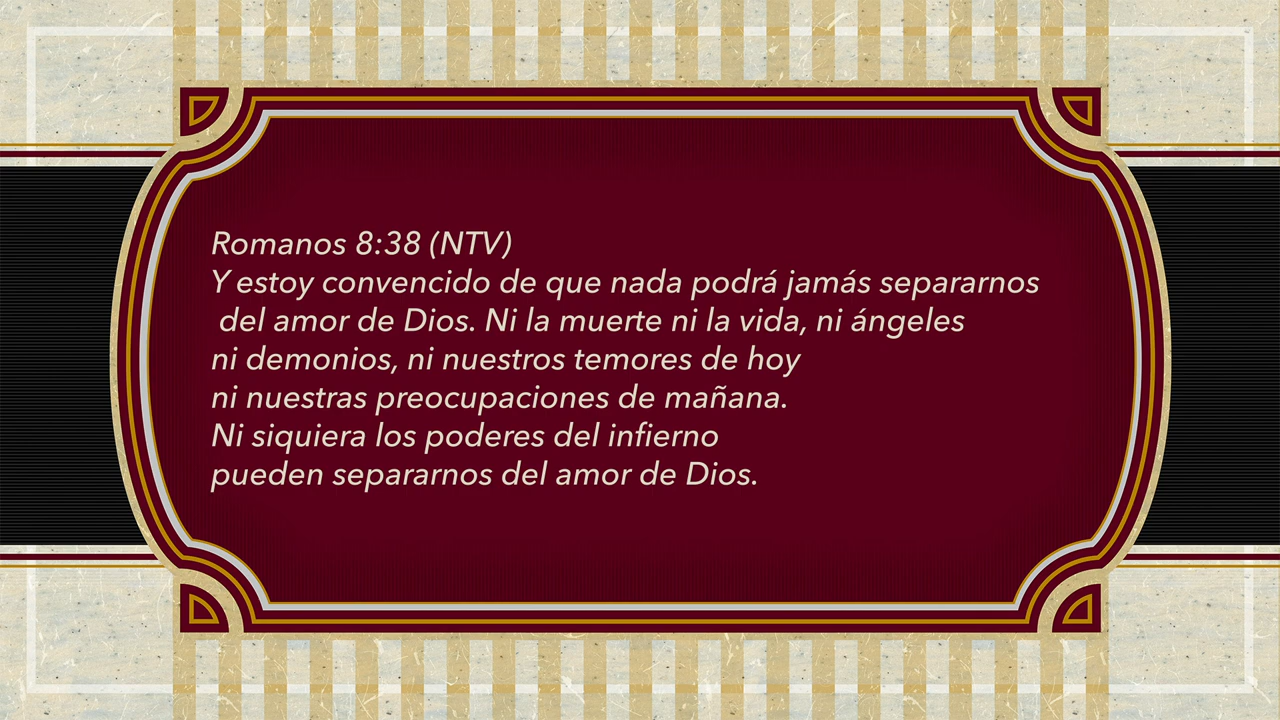 Romanos 8:38 (NTV)
Y estoy convencido de que nada podrá jamás separarnos
del amor de Dios. Ni la muerte ni la vida, ni ángeles
ni demonios, ni nuestros temores de hoy
ni nuestras preocupaciones de mañana.
Ni siquiera los poderes del infierno
pueden separarnos del amor de Dios.